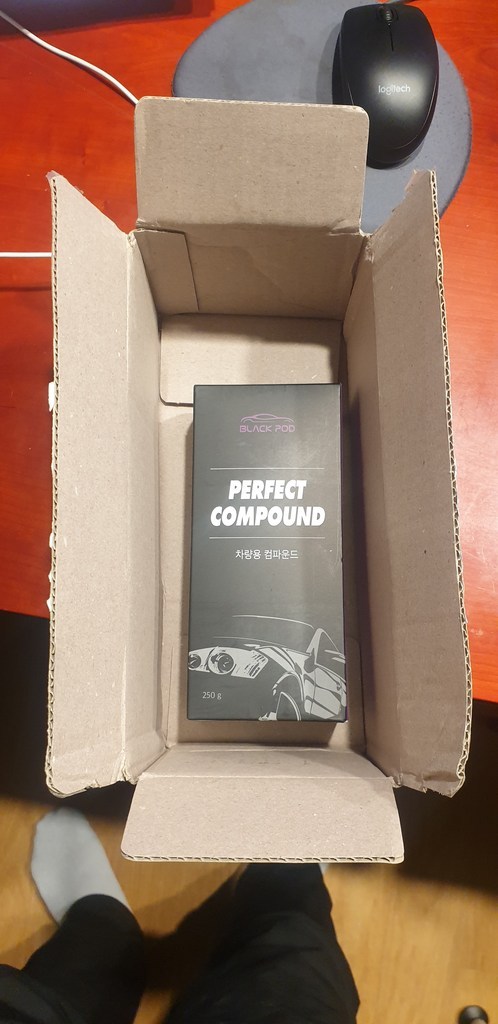 logitech
BLACK POD
PERFECT
COMPOUND
차량용 컴파운드
250 g